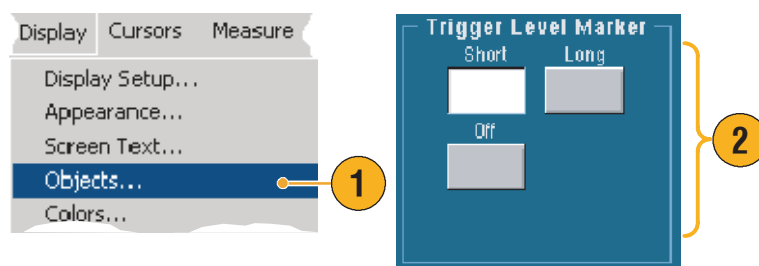 Display Cursors Measure
Display Setup...
Appearance...
Screen Text...
Objects...
Colors...
1
Trigger Level Marker
Short Long
Off
2